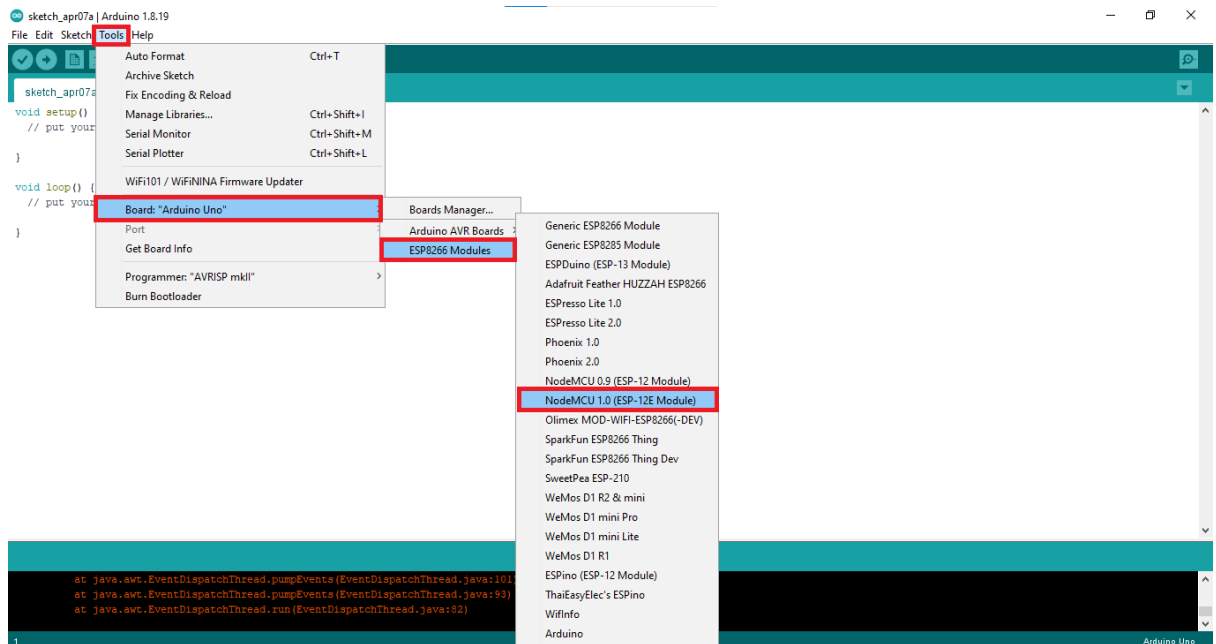 sketch_apr07a | Arduino 1.8.19
File Edit Sketch Tools Help
sketch_apr07a
void setup()
// put your
}
void loop() {
// put your
}
Auto Format Ctrl+T
Archive Sketch
Fix Encoding & Reload
Manage Libraries... Ctrl+Shift+I
Serial Monitor Ctrl+Shift+M
Serial Plotter Ctrl+Shift+L
WiFi101 / WiFiNINA Firmware Updater
Board: "Arduino Uno"
Port
Get Board Info
Programmer: "AVRISP mkII"
Burn Bootloader
Boards Manager...
Arduino AVR Boards
ESP8266 Modules
Generic ESP8266 Module
Generic ESP8285 Module
ESPDuino (ESP-13 Module)
Adafruit Feather HUZZAH ESP8266
ESPresso Lite 1.0
ESPresso Lite 2.0
Phoenix 1.0
Phoenix 2.0
NodeMCU 0.9 (ESP-12 Module)
NodeMCU 1.0 (ESP-12E Module)
Olimex MOD-WIFI-ESP8266(-DEV)
SparkFun ESP8266 Thing
SparkFun ESP8266 Thing Dev
SweetPea ESP-210
WeMos D1 R2 & mini
WeMos D1 mini Pro
WeMos D1 mini Lite
WeMos D1 R1
ESPino (ESP-12 Module)
ThaiEasyElec's ESPino
WifInfo
Arduino
at java.awt.EventDispatchThread.pumpEvents(EventDispatchThread.java:101)
at java.awt.EventDispatchThread.pumpEvents(EventDispatchThread.java:93)
at java.awt.EventDispatchThread.run(EventDispatchThread.java:82)
1
Arduino Uno